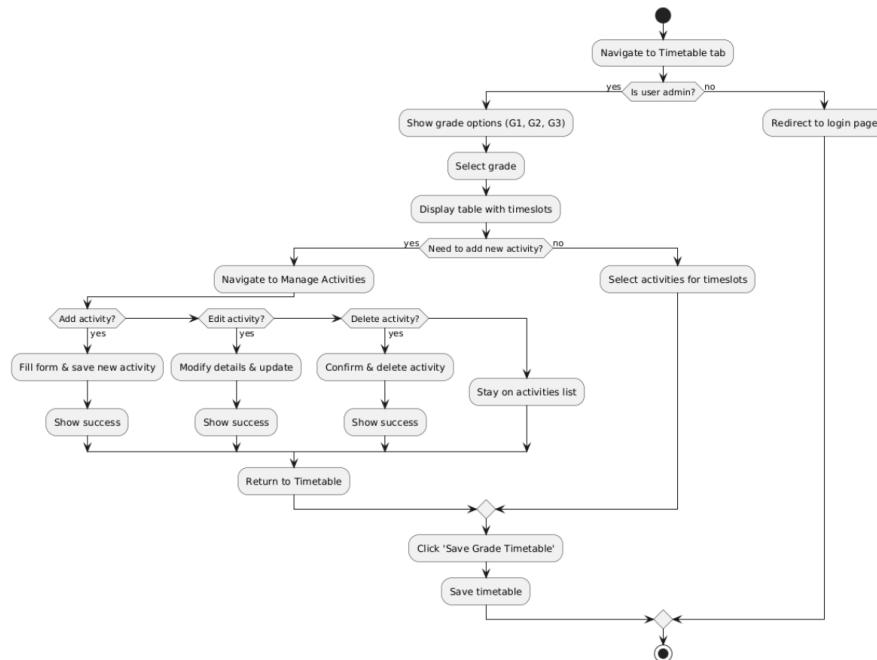 Navigate to Timetable tab
yes
Is user admin?
no
Show grade options (G1, G2, G3)
Redirect to login page
Select grade
Display table with timeslots
yes
Need to add new activity?
no
Navigate to Manage Activities
Select activities for timeslots
Add activity?
Edit activity?
Delete activity?
yes
yes
yes
Fill form & save new activity
Modify details & update
Confirm & delete activity
Stay on activities list
Show success
Show success
Show success
Return to Timetable
Click 'Save Grade Timetable'
Save timetable